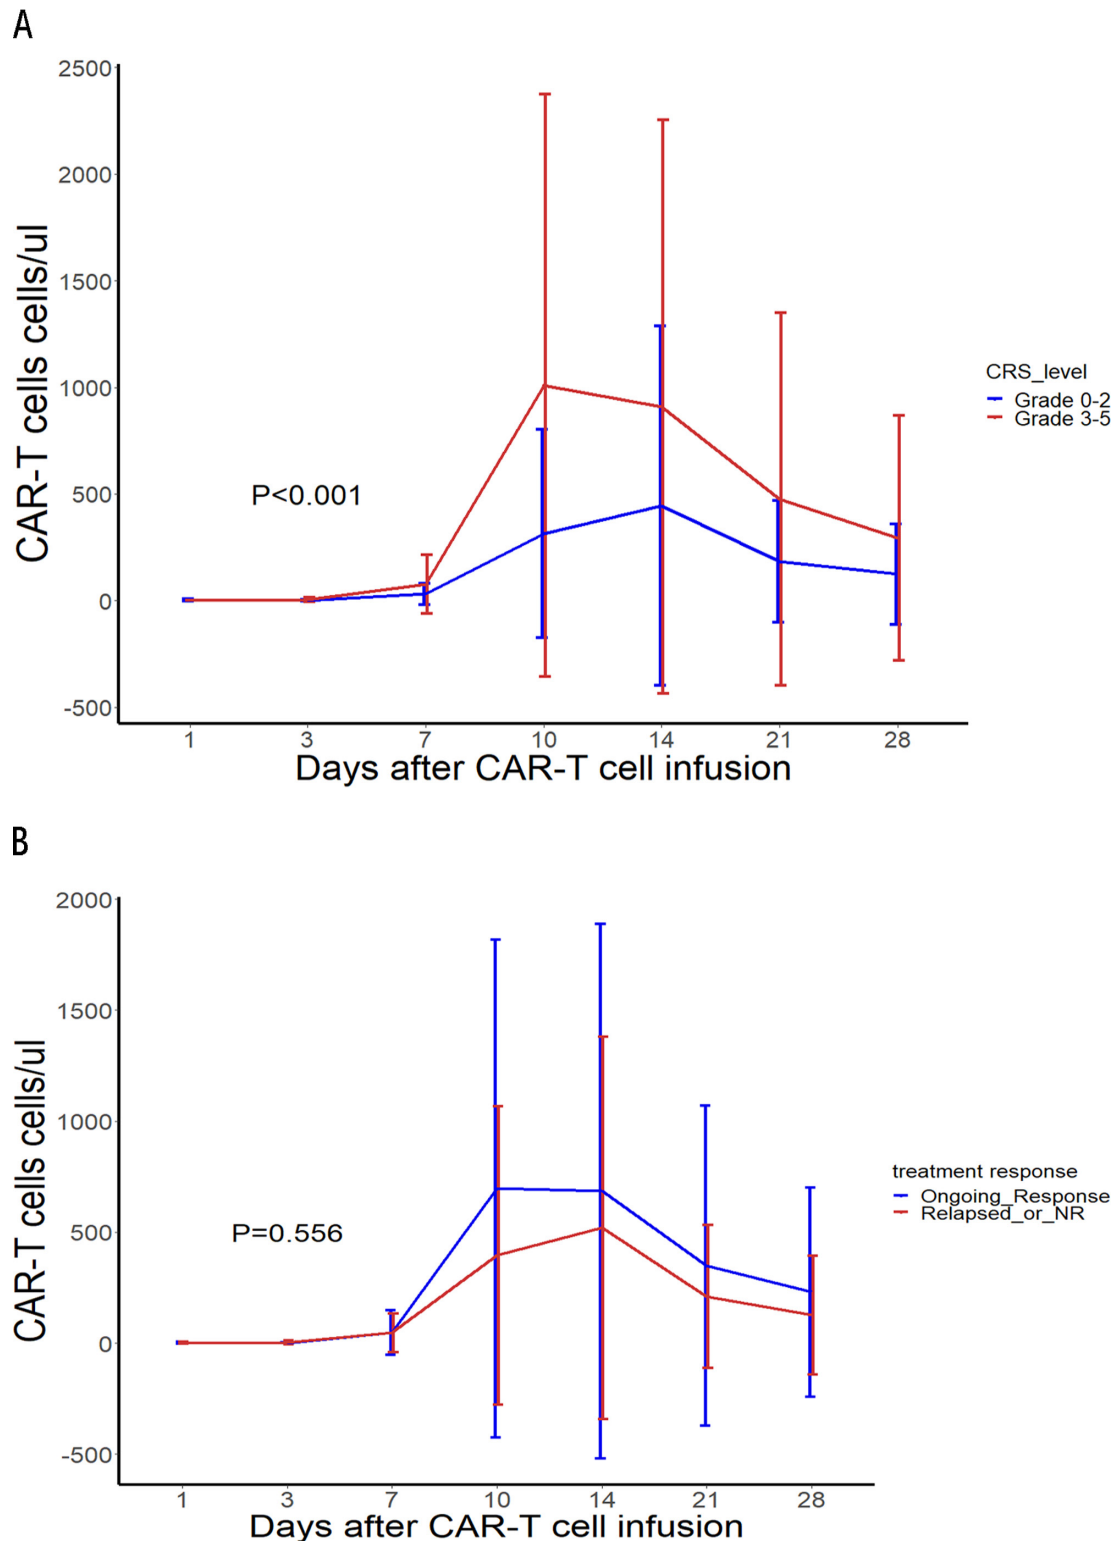 A
2500
2000
1500
1000
500
0
-500
CAR-T cells cells/ul
P<0.001
CRS_level
Grade 0-2
Grade 3-5
1 3 7 10 14 21 28
Days after CAR-T cell infusion
B
2000
1500
1000
500
0
-500
CAR-T cells cells/ul
P=0.556
treatment response
Ongoing_Response
Relapsed_or_NR
1 3 7 10 14 21 28
Days after CAR-T cell infusion